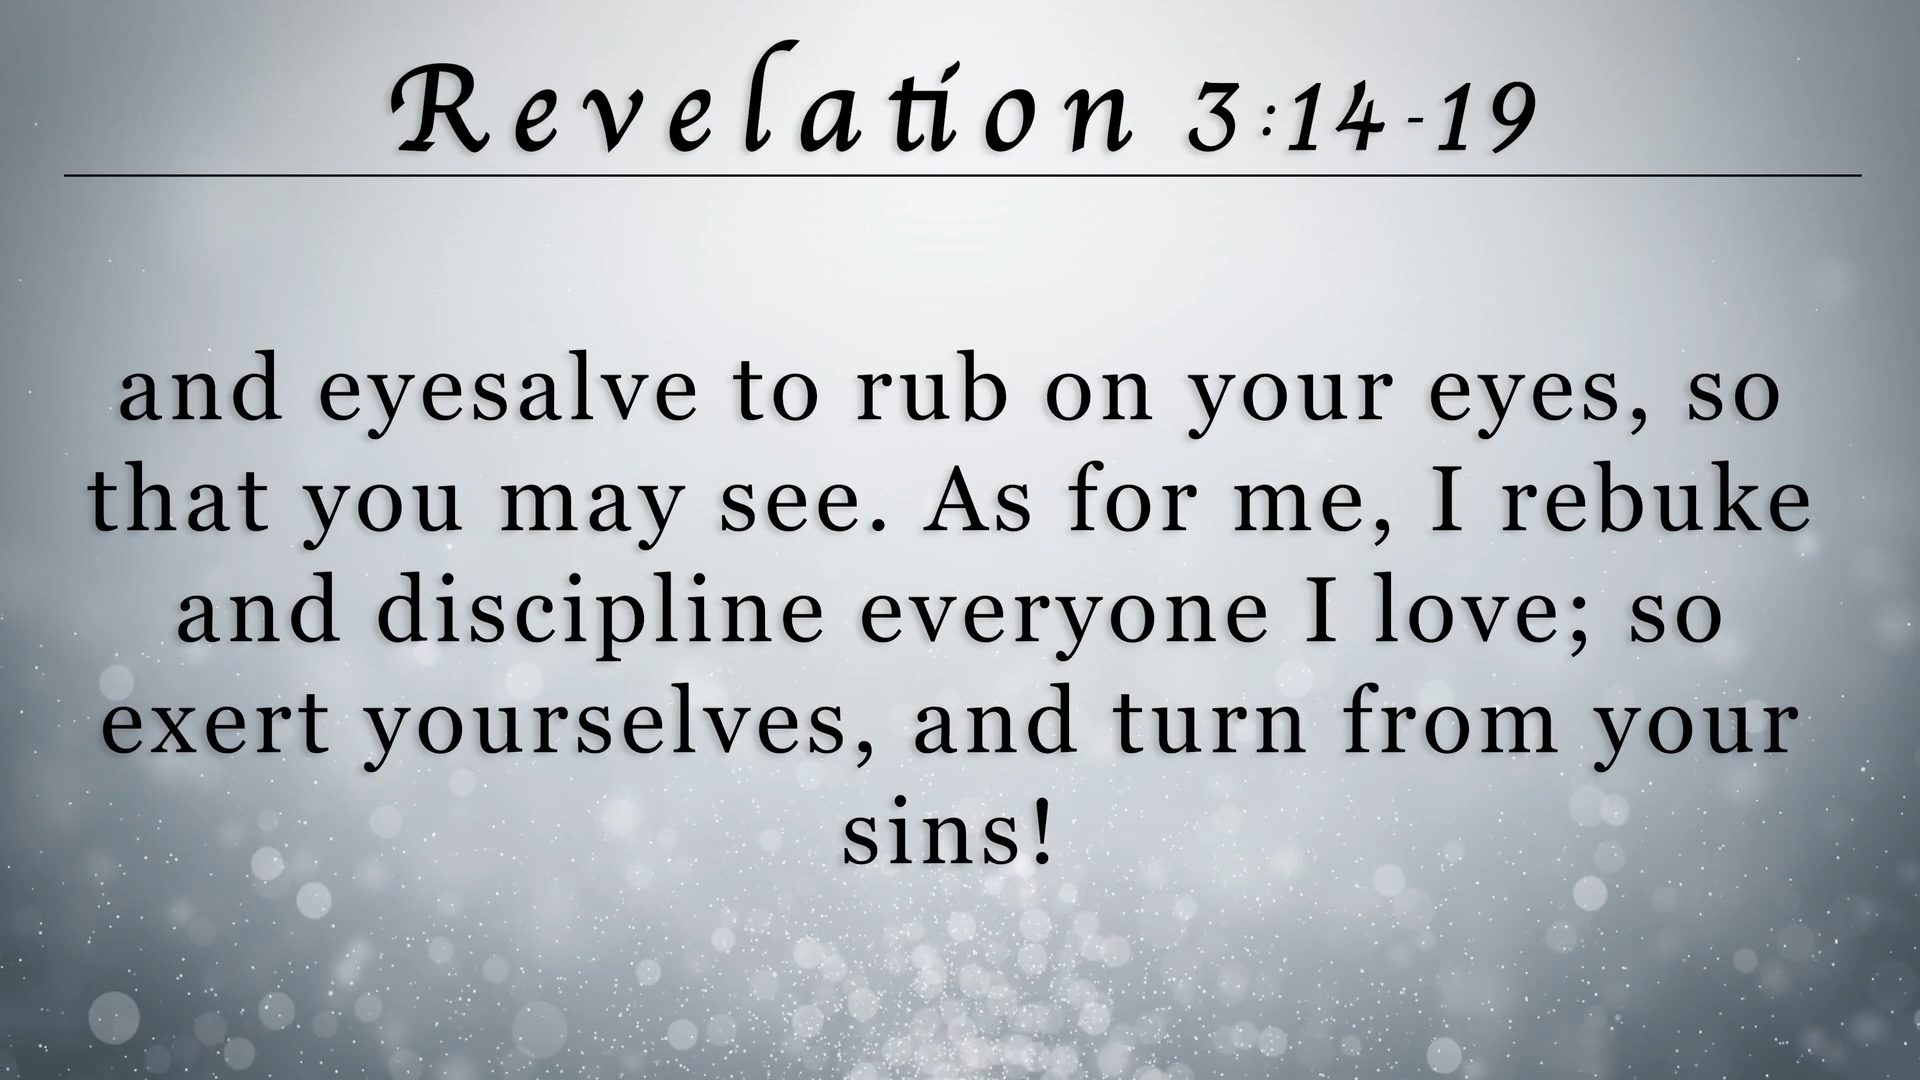 Revelation 3:14-19
and eyesalve to rub on your eyes, so
that you may see. As for me, I rebuke
and discipline everyone I love; so
exert yourselves, and turn from your
sins!